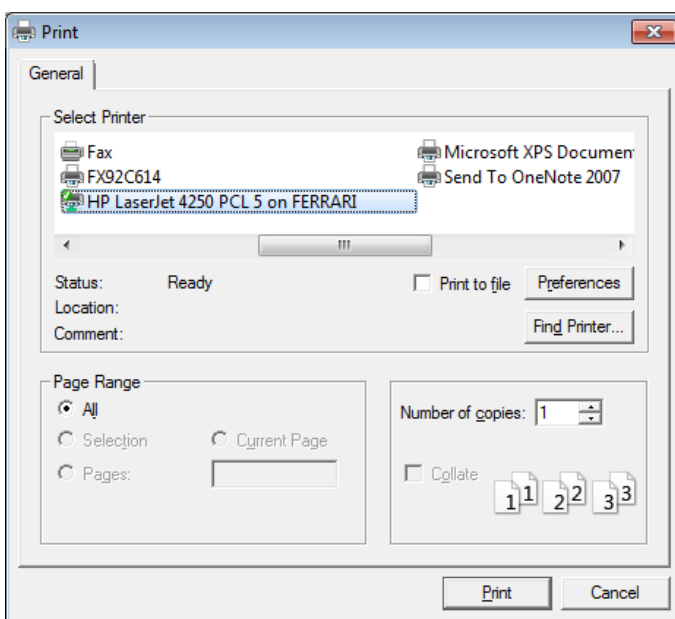 Print
General
Select Printer
Fax
FX92C614
HP LaserJet 4250 PCL 5 on FERRARI
Microsoft XPS Documen
Send To OneNote 2007
Status: Ready
Location:
Comment:
Print to file
Preferences
Find Printer...
Page Range
All
Selection
Current Page
Pages:
Number of copies: 1
Collate
1 1 2 2 3 3
Print
Cancel